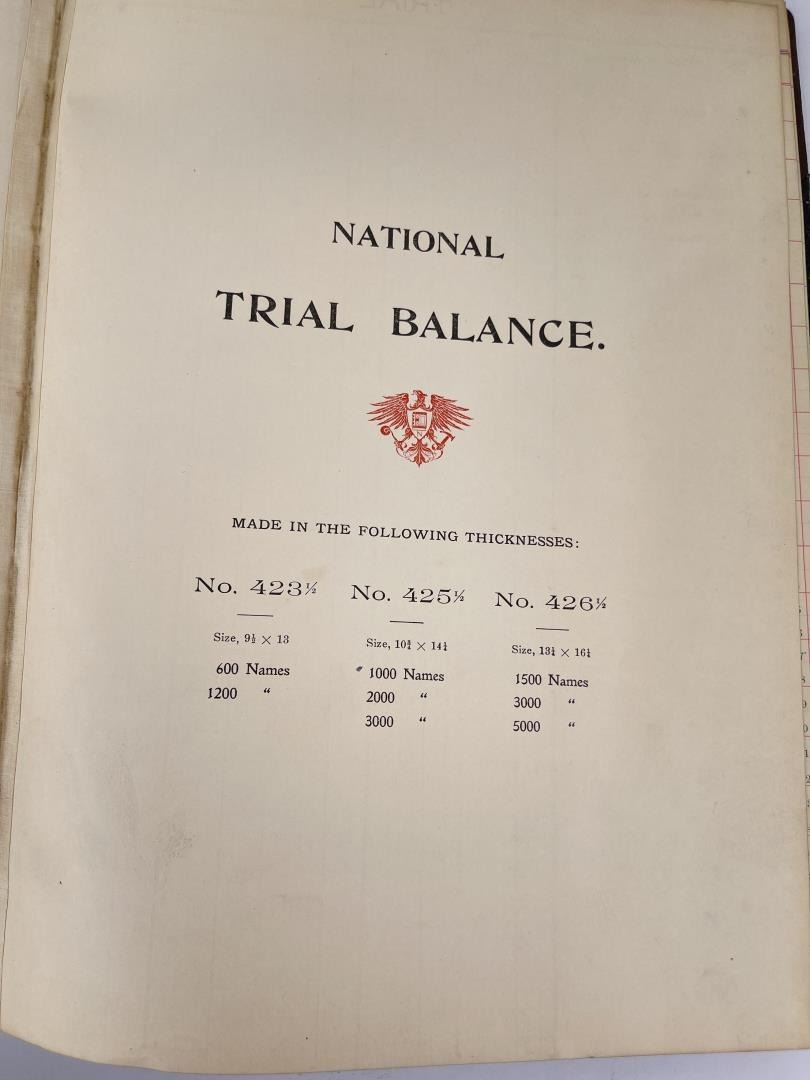 NATIONAL
TRIAL BALANCE.
MADE IN THE FOLLOWING THICKNESSES:
No. 423½ No. 425½ No. 426½
Size, 9½ × 13 Size, 10¾ × 14¼ Size, 13¼ × 16¼
600 Names 1000 Names 1500 Names
1200 “ 2000 “ 3000 “
3000 “ 5000 “